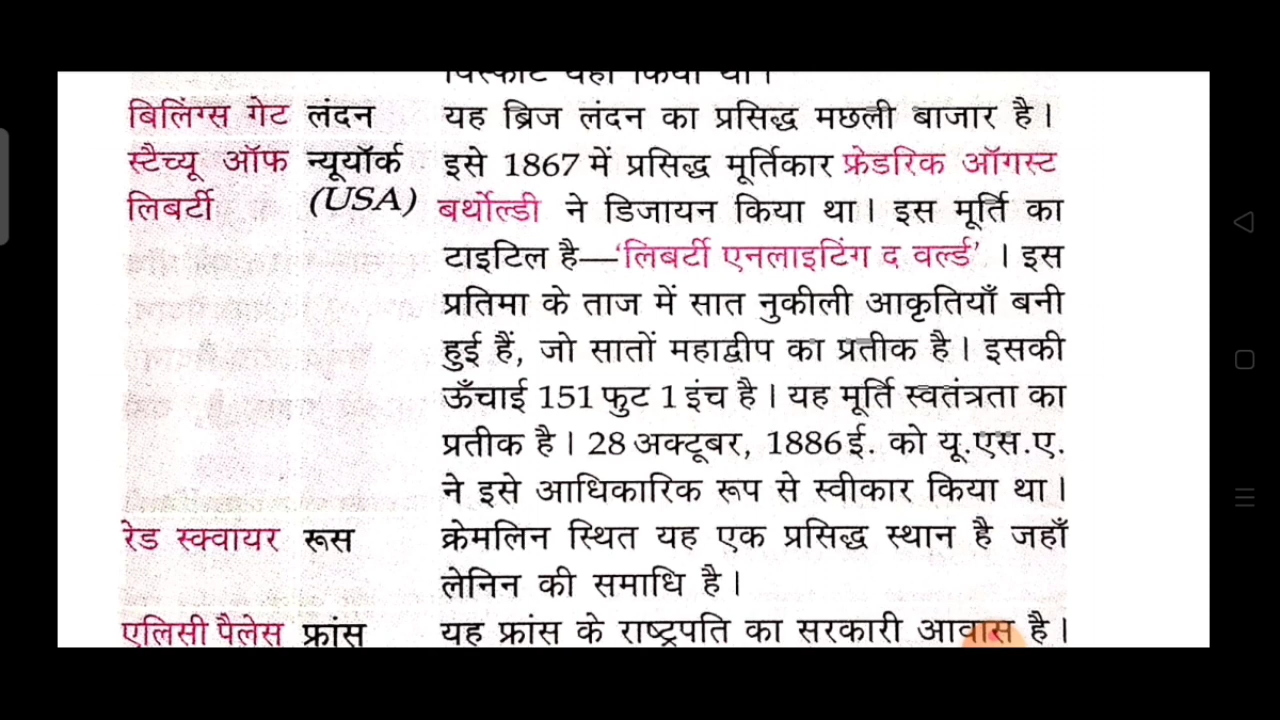 विस्फोट यहीं किया था।
बिलिंग्स गेट लंदन यह ब्रिज लंदन का प्रसिद्ध मछली बाजार है।
स्टैच्यू ऑफ न्यूयॉर्क इसे 1867 में प्रसिद्ध मूर्तिकार फ्रेडरिक ऑगस्ट
लिबर्टी (USA) बर्थोल्डी ने डिजायन किया था। इस मूर्ति का
टाइटिल है—‘लिबर्टी एनलाइटिंग द वर्ल्ड’ । इस
प्रतिमा के ताज में सात नुकीली आकृतियाँ बनी
हुई हैं, जो सातों महाद्वीप का प्रतीक है। इसकी
ऊँचाई 151 फुट 1 इंच है। यह मूर्ति स्वतंत्रता का
प्रतीक है। 28 अक्टूबर, 1886 ई. को यू.एस.ए.
ने इसे आधिकारिक रूप से स्वीकार किया था।
रेड स्क्वायर रूस क्रेमलिन स्थित यह एक प्रसिद्ध स्थान है जहाँ
लेनिन की समाधि है।
एलिसी पैलेस फ्रांस यह फ्रांस के राष्ट्रपति का सरकारी आवास है।